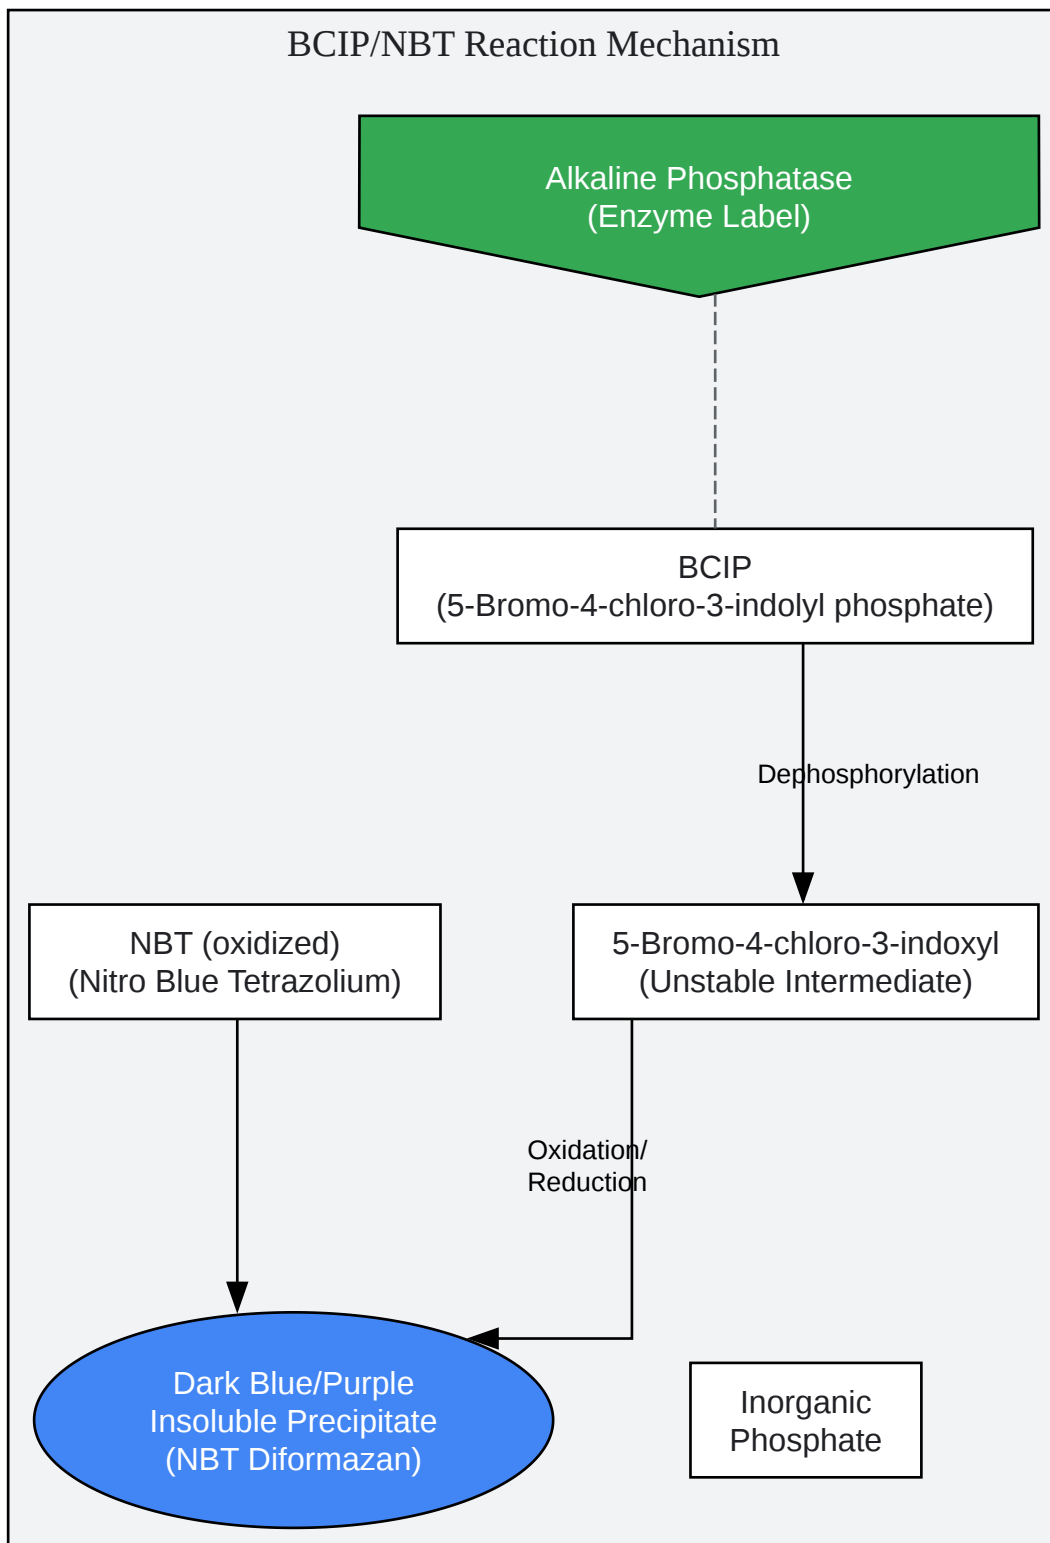 BCIP/NBT Reaction Mechanism
Alkaline Phosphatase
(Enzyme Label)
BCIP
(5-Bromo-4-chloro-3-indolyl phosphate)
Dephosphorylation
NBT (oxidized)
(Nitro Blue Tetrazolium)
5-Bromo-4-chloro-3-indoxyl
(Unstable Intermediate)
Oxidation/
Reduction
Dark Blue/Purple
Insoluble Precipitate
(NBT Diformazan)
Inorganic
Phosphate